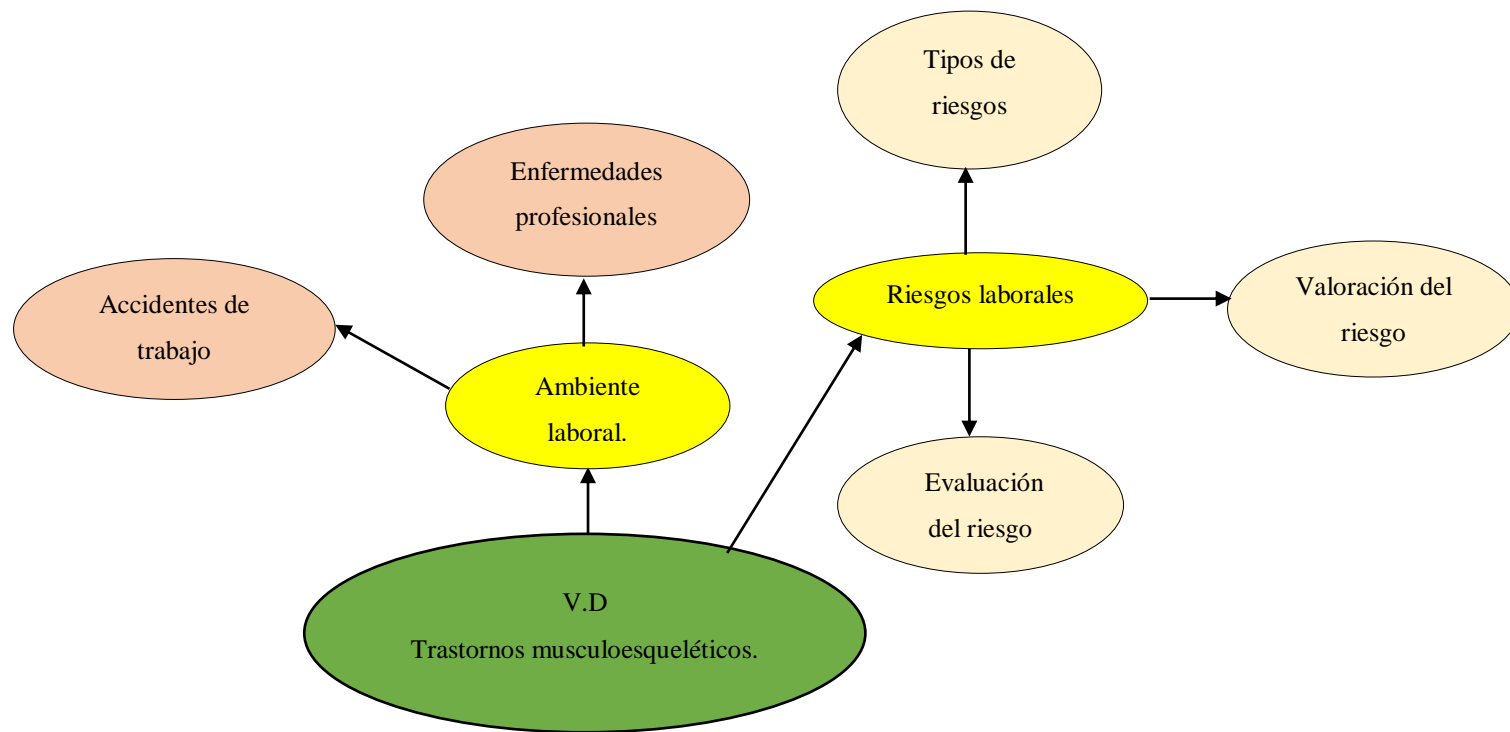 Tipos de
riesgos
Enfermedades
profesionales
Accidentes de
trabajo
Riesgos laborales
Valoración del
riesgo
Ambiente
laboral.
Evaluación
del riesgo
V.D
Trastornos musculoesqueléticos.